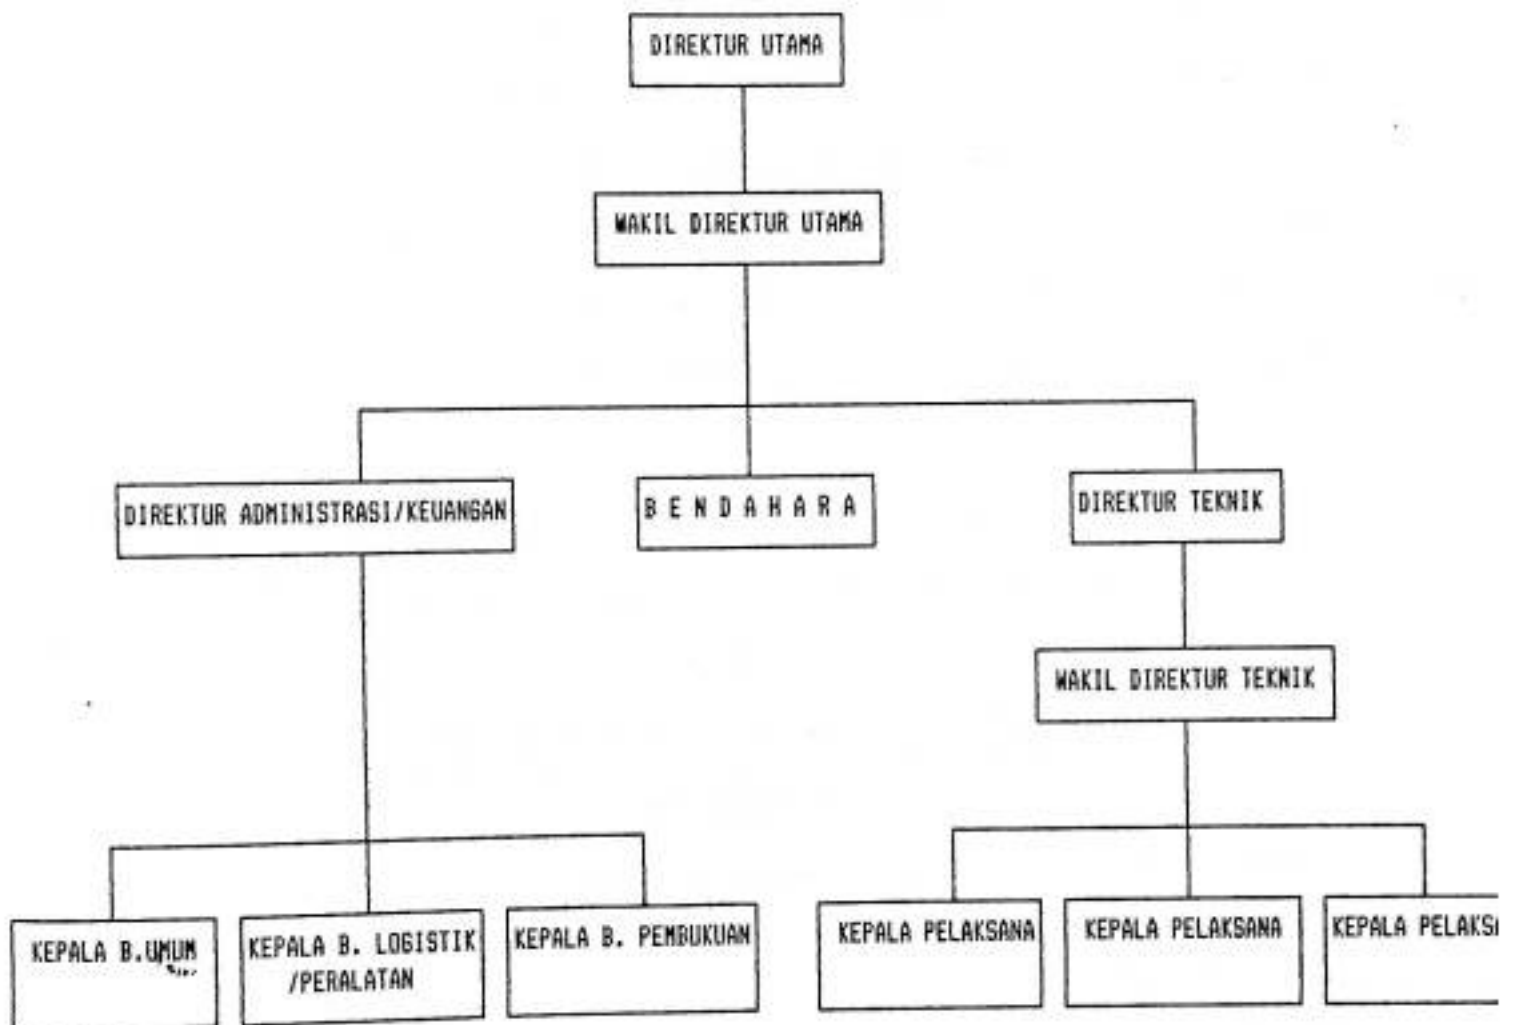 DIREKTUR UTAMA
WAKIL DIREKTUR UTAMA
DIREKTUR ADMINISTRASI/KEUANGAN
B E N D A H A R A
DIREKTUR TEKNIK
WAKIL DIREKTUR TEKNIK
KEPALA B.UMUM
KEPALA B. LOGISTIK
/PERALATAN
KEPALA B. PEMBUKUAN
KEPALA PELAKSANA
KEPALA PELAKSANA
KEPALA